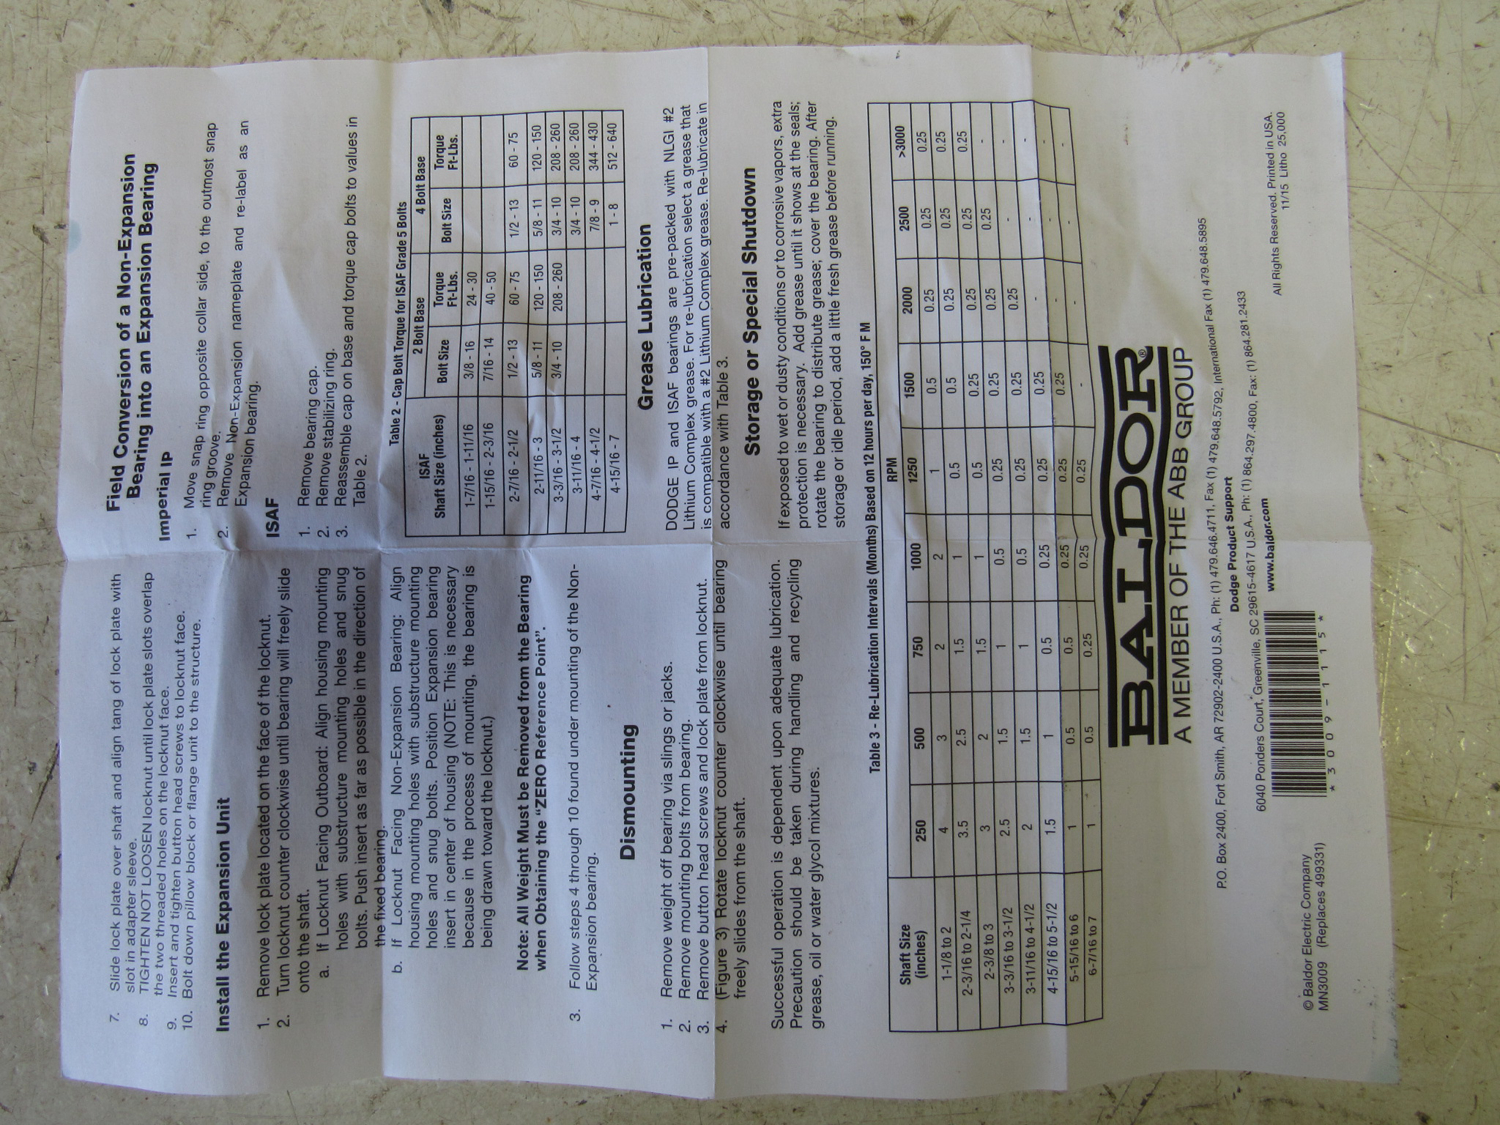 7. Slide lock plate over shaft and align tang of lock plate with
slot in adapter sleeve.
8. TIGHTEN NOT LOOSEN locknut until lock plate slots overlap
the two threaded holes on the locknut face.
9. Insert and tighten button head screws to locknut face.
10. Bolt down pillow block or flange unit to the structure.
Install the Expansion Unit
1. Remove lock plate located on the face of the locknut.
2. Turn locknut counter clockwise until bearing will freely slide
onto the shaft.
a. If Locknut Facing Outboard: Align housing mounting
holes with substructure mounting holes and snug
bolts. Push insert as far as possible in the direction of
the fixed bearing.
b. If Locknut Facing Non-Expansion Bearing: Align
housing mounting holes with substructure mounting
holes and snug bolts. Position Expansion bearing
insert in center of housing (NOTE: This is necessary
because in the process of mounting, the bearing is
being drawn toward the locknut.)
Note: All Weight Must be Removed from the Bearing
when Obtaining the "ZERO Reference Point".
3. Follow steps 4 through 10 found under mounting of the Non-
Expansion bearing.
Dismounting
1. Remove weight off bearing via slings or jacks.
2. Remove mounting bolts from bearing.
3. Remove button head screws and lock plate from locknut.
4. (Figure 3) Rotate locknut counter clockwise until bearing
freely slides from the shaft.
Successful operation is dependent upon adequate lubrication.
Precaution should be taken during handling and recycling
grease, oil or water glycol mixtures.
Field Conversion of a Non-Expansion
Bearing into an Expansion Bearing
Imperial IP
1. Move snap ring opposite collar side, to the outmost snap
ring groove.
2. Remove Non-Expansion nameplate and re-label as an
Expansion bearing.
ISAF
1. Remove bearing cap.
2. Remove stabilizing ring.
3. Reassemble cap on base and torque cap bolts to values in
Table 2.
Table 2 - Cap Bolt Torque for ISAF Grade 5 Bolts
ISAF Shaft Size (inches) 2 Bolt Base 4 Bolt Base
Bolt Size Torque Ft-Lbs. Bolt Size Torque Ft-Lbs.
1-7/16 - 1-11/16 3/8 - 16 24 - 30
1-15/16 - 2-3/16 7/16 - 14 40 - 50
2-7/16 - 2-1/2 1/2 - 13 60 - 75 1/2 - 13 60 - 75
2-11/16 - 3 5/8 - 11 120 - 150 5/8 - 11 120 - 150
3-3/16 - 3-1/2 3/4 - 10 208 - 260 3/4 - 10 208 - 260
3-11/16 - 4 3/4 - 10 208 - 260
4-7/16 - 4-1/2 7/8 - 9 344 - 430
4-15/16 - 7 1 - 8 512 - 640
Grease Lubrication
DODGE IP and ISAF bearings are pre-packed with NLGI #2
Lithium Complex grease. For re-lubrication select a grease that
is compatible with a #2 Lithium Complex grease. Re-lubricate in
accordance with Table 3.
Storage or Special Shutdown
If exposed to wet or dusty conditions or to corrosive vapors, extra
protection is necessary. Add grease until it shows at the seals;
rotate the bearing to distribute grease; cover the bearing. After
storage or idle period, add a little fresh grease before running.
Table 3 - Re-Lubrication Intervals (Months) Based on 12 hours per day, 150° F M
Shaft Size (inches) RPM
250 500 750 1000 1250 1500 2000 2500 >3000
1-1/8 to 2 4 3 2 2 1 0.5 0.25 0.25 0.25
2-3/16 to 2-1/4 3.5 2.5 1.5 1 0.5 0.5 0.25 0.25 0.25
2-3/8 to 3 3 2 1.5 1 0.5 0.25 0.25 0.25 0.25
3-3/16 to 3-1/2 2.5 1.5 1 0.5 0.25 0.25 0.25 0.25 -
3-11/16 to 4-1/2 2 1.5 1 0.5 0.25 0.25 0.25 - -
4-15/16 to 5-1/2 1.5 1 0.5 0.25 0.25 0.25 - - -
5-15/16 to 6 1 0.5 0.5 0.25 0.25 0.25 - - -
6-7/16 to 7 1 0.5 0.25 0.25 0.25 - - - -
BALDOR®
A MEMBER OF THE ABB GROUP
P.O. Box 2400, Fort Smith, AR 72902-2400 U.S.A., Ph: (1) 479.646.4711, Fax (1) 479.648.5792, International Fax (1) 479.648.5895
Dodge Product Support
6040 Ponders Court, Greenville, SC 29615-4617 U.S.A., Ph: (1) 864.297.4800, Fax: (1) 864.281.2433
www.baldor.com
© Baldor Electric Company
MN3009 (Replaces 499331)
*3009-1115*
All Rights Reserved. Printed in USA.
11/15 Litho 25,000